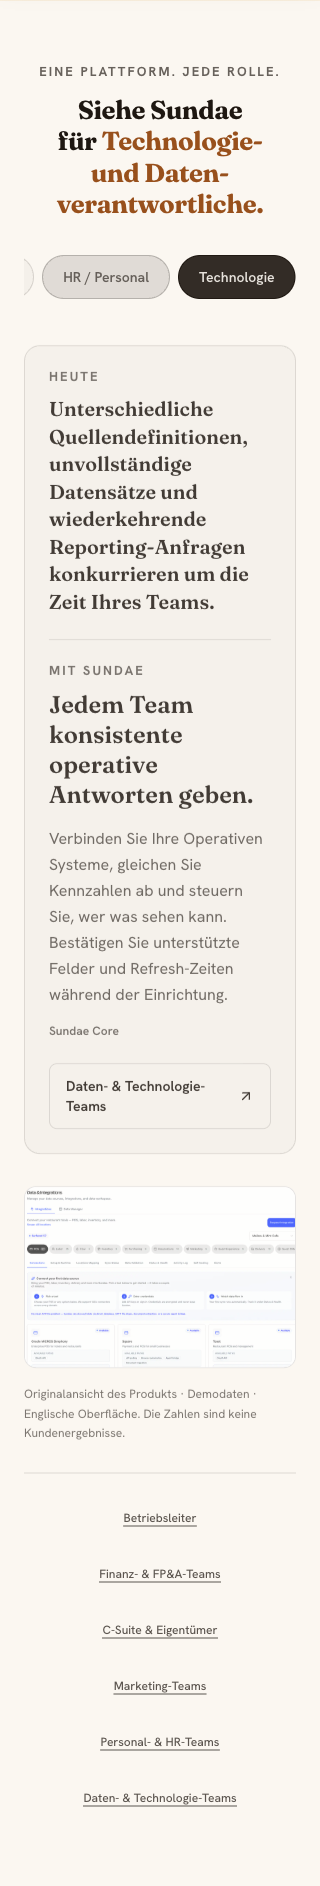 EINE PLATTFORM. JEDE ROLLE.
Siehe Sundae
für Technologie-
und Daten-
verantwortliche.
HR / Personal
Technologie
HEUTE
Unterschiedliche
Quellendefinitionen,
unvollständige
Datensätze und
wiederkehrende
Reporting-Anfragen
konkurrieren um die
Zeit Ihres Teams.
MIT SUNDAE
Jedem Team
konsistente
operative
Antworten geben.
Verbinden Sie Ihre Operativen
Systeme, gleichen Sie
Kennzahlen ab und steuern
Sie, wer was sehen kann.
Bestätigen Sie unterstützte
Felder und Refresh-Zeiten
während der Einrichtung.
Sundae Core
Daten- & Technologie-
Teams
Data & Integrations
Originalansicht des Produkts · Demodaten ·
Englische Oberfläche. Die Zahlen sind keine
Kundenergebnisse.
Betriebsleiter
Finanz- & FP&A-Teams
C-Suite & Eigentümer
Marketing-Teams
Personal- & HR-Teams
Daten- & Technologie-Teams